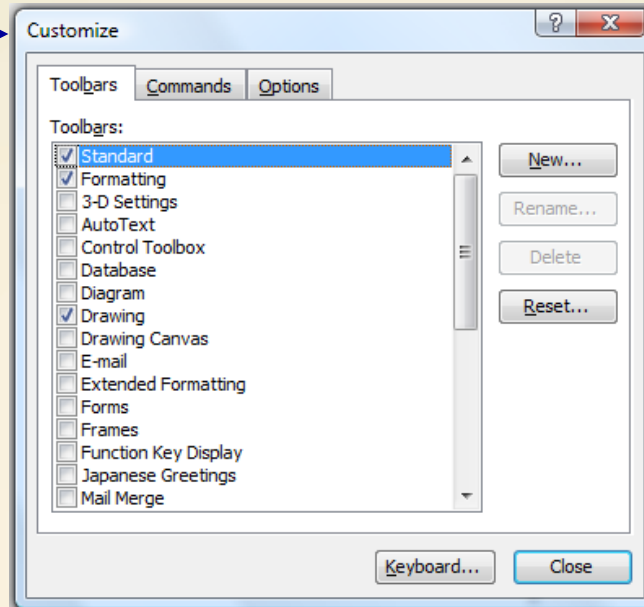 Customize
Toolbars Commands Options
Toolbars:
Standard
Formatting
3-D Settings
AutoText
Control Toolbox
Database
Diagram
Drawing
Drawing Canvas
E-mail
Extended Formatting
Forms
Frames
Function Key Display
Japanese Greetings
Mail Merge
New...
Rename...
Delete
Reset...
Keyboard... Close